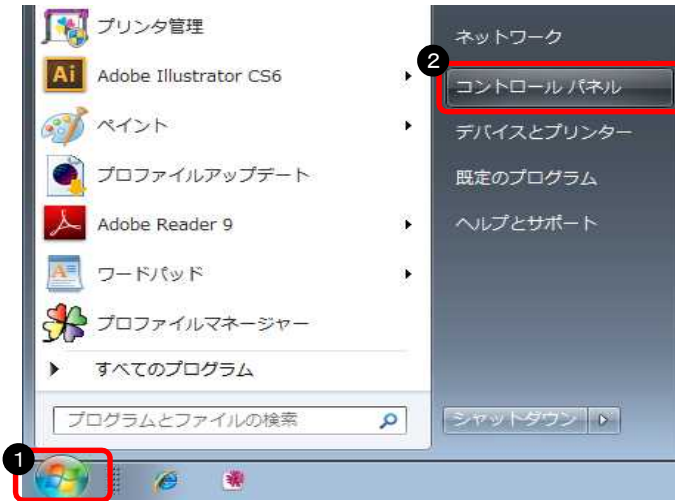 プリンタ管理
Ai
Adobe Illustrator CS6
ペイント
プロファイルアップデート
Adobe Reader 9
ワードパッド
プロファイルマネージャー
すべてのプログラム
プログラムとファイルの検索
ネットワーク
2
コントロール パネル
デバイスとプリンター
既定のプログラム
ヘルプとサポート
シャットダウン
1